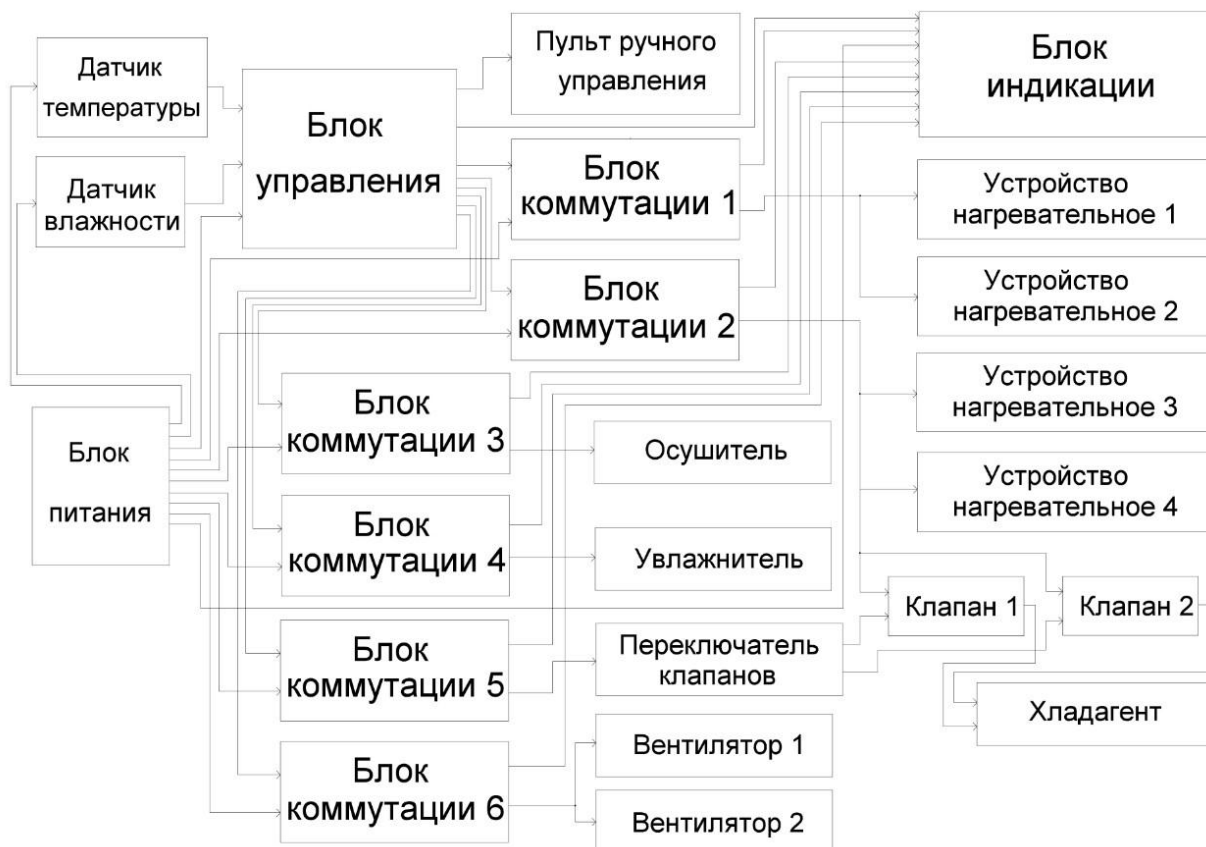 Датчик
температуры
Датчик
влажности
Блок
управления
Пульт ручного
управления
Блок
индикации
Блок
коммутации 1
Блок
коммутации 2
Устройство
нагревательное 1
Устройство
нагревательное 2
Устройство
нагревательное 3
Устройство
нагревательное 4
Блок
питания
Блок
коммутации 3
Осушитель
Блок
коммутации 4
Увлажнитель
Клапан 1
Клапан 2
Блок
коммутации 5
Переключатель
клапанов
Хладагент
Блок
коммутации 6
Вентилятор 1
Вентилятор 2